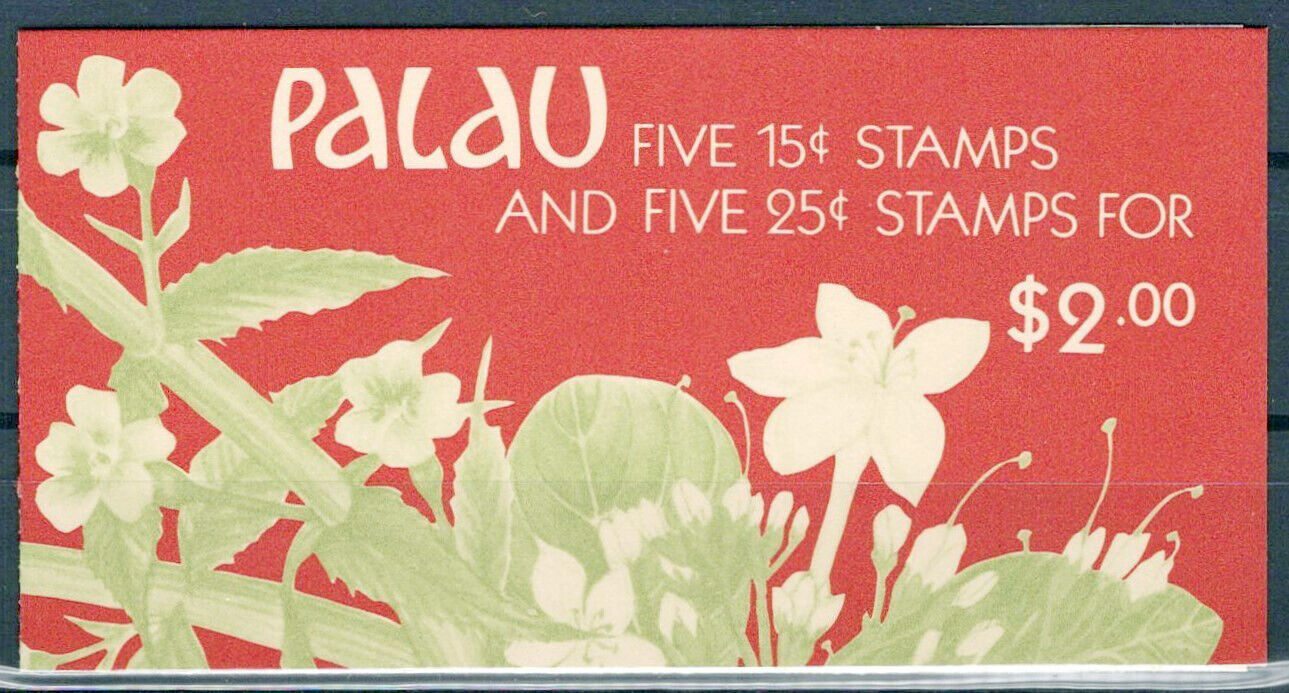 PALAU FIVE 15¢ STAMPS
AND FIVE 25¢ STAMPS FOR
$2.00